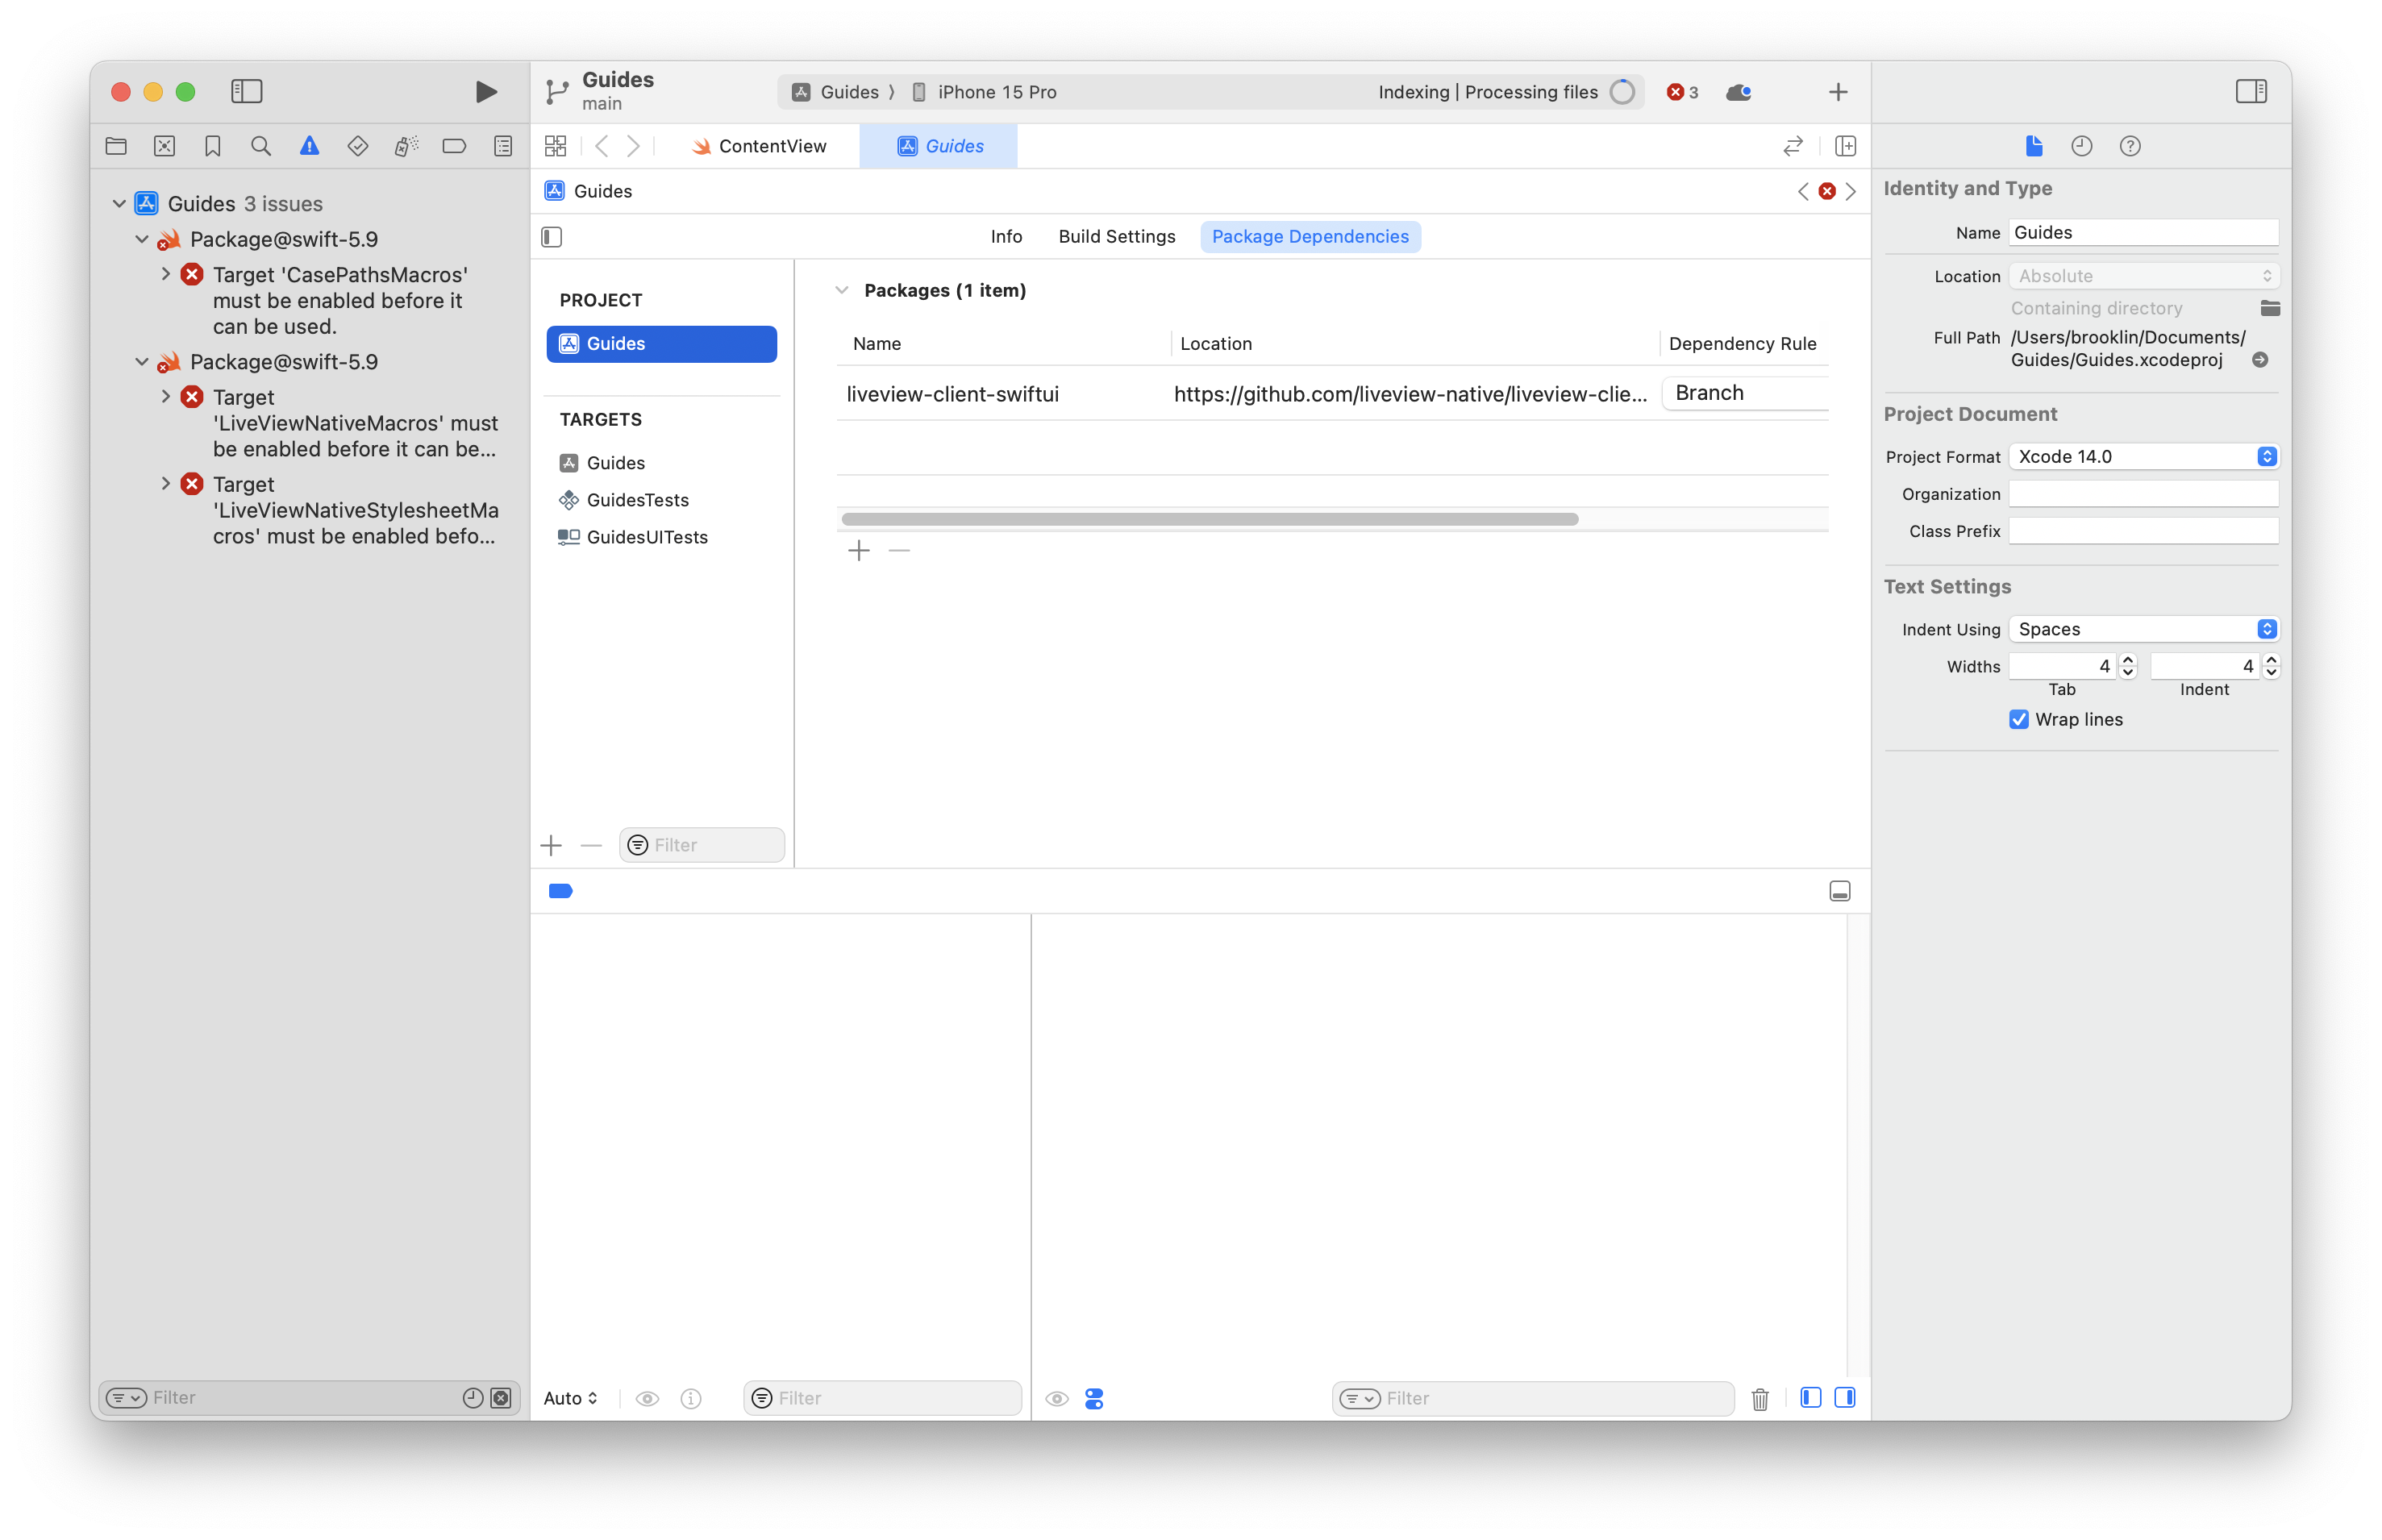 Guides
main
Guides
iPhone 15 Pro
Indexing | Processing files
3
ContentView
Guides
Guides
Guides 3 issues
Package@swift-5.9
Target 'CasePathsMacros'
must be enabled before it
can be used.
Package@swift-5.9
Target
'LiveViewNativeMacros' must
be enabled before it can be...
Target
'LiveViewNativeStylesheetMa
cros' must be enabled befo...
Filter
Info
Build Settings
Package Dependencies
PROJECT
Guides
TARGETS
Guides
GuidesTests
GuidesUITests
Filter
Packages (1 item)
Name
Location
Dependency Rule
liveview-client-swiftui
https://github.com/liveview-native/liveview-clie...
Branch
Auto
Filter
Filter
Identity and Type
Name Guides
Location Absolute
Containing directory
Full Path /Users/brooklin/Documents/
Guides/Guides.xcodeproj
Project Document
Project Format Xcode 14.0
Organization
Class Prefix
Text Settings
Indent Using Spaces
Widths 4 4
Tab Indent
Wrap lines